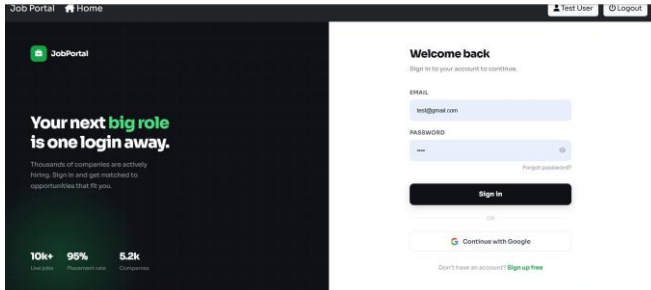 Job Portal Home
Test User
Logout
JobPortal
Your next big role
is one login away.
Thousands of companies are actively
hiring. Sign in and get matched to
opportunities that fit you.
10k+ 95% 5.2k
Live jobs Placement rate Companies
Welcome back
Sign in to your account to continue.
EMAIL
test@gmail.com
PASSWORD
••••
Forgot password?
Sign in
OR
Continue with Google
Don't have an account? Sign up free